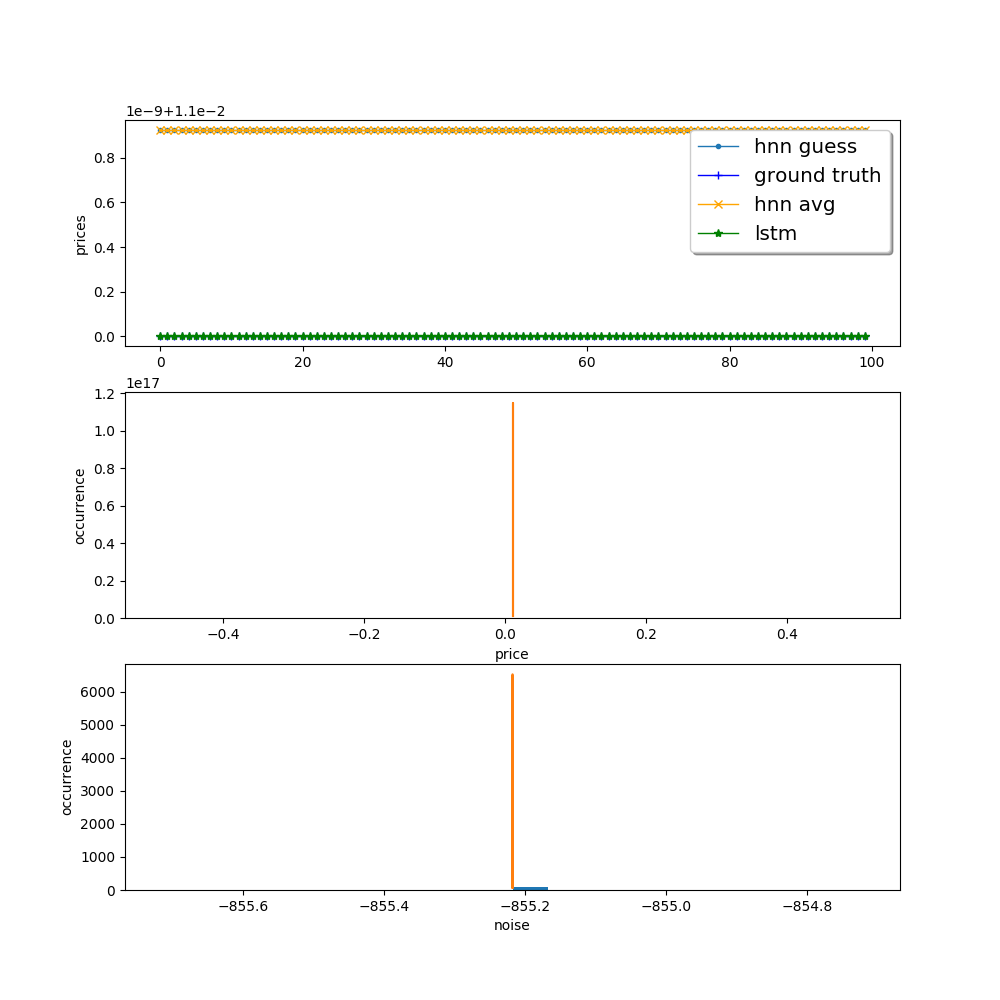 1e−9+1.1e−2
0.8
0.6
0.4
0.2
0.0
prices
hnn guess
ground truth
hnn avg
lstm
0 20 40 60 80 100
1e17
1.2
1.0
0.8
0.6
0.4
0.2
0.0
occurrence
−0.4 −0.2 0.0 0.2 0.4
price
6000
5000
4000
3000
2000
1000
0
occurrence
−855.6 −855.4 −855.2 −855.0 −854.8
noise